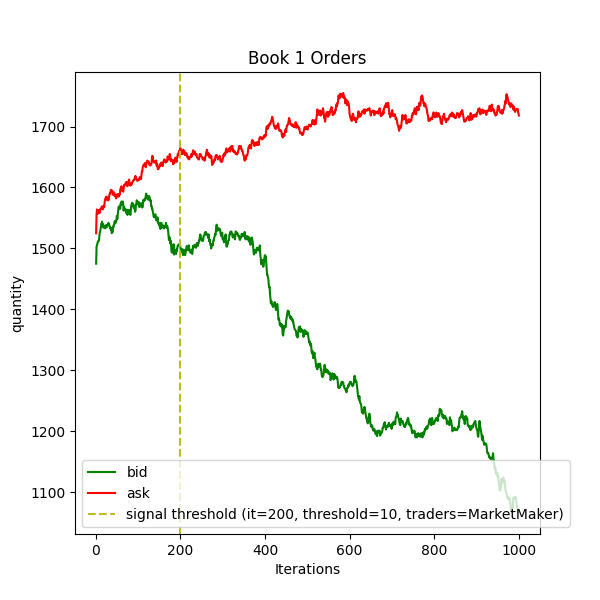 Book 1 Orders
quantity
1700
1600
1500
1400
1300
1200
1100
bid
ask
signal threshold (it=200, threshold=10, traders=MarketMaker)
0 200 400 600 800 1000
Iterations